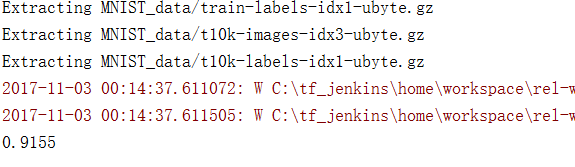 Extracting MNIST_data/train-labels-idx1-ubyte.gz
Extracting MNIST_data/t10k-images-idx3-ubyte.gz
Extracting MNIST_data/t10k-labels-idx1-ubyte.gz
2017-11-03 00:14:37.611072: W C:\tf_jenkins\home\workspace\rel-w
2017-11-03 00:14:37.611505: W C:\tf_jenkins\home\workspace\rel-w
0.9155